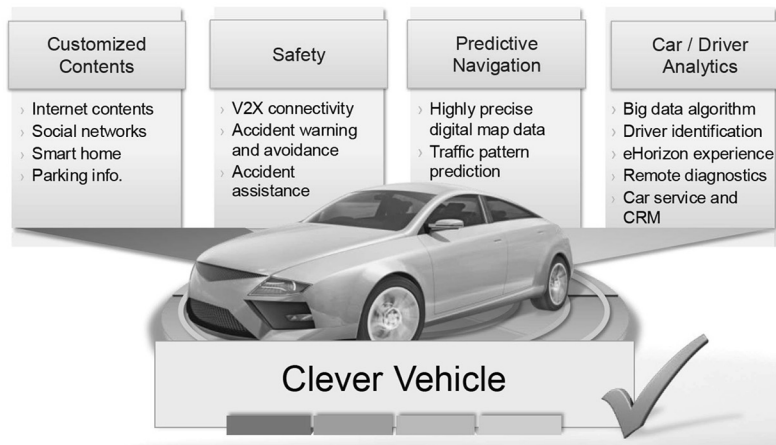 Customized
Contents
› Internet contents
› Social networks
› Smart home
› Parking info.
Safety
› V2X connectivity
› Accident warning
and avoidance
› Accident
assistance
Predictive
Navigation
› Highly precise
digital map data
› Traffic pattern
prediction
Car / Driver
Analytics
› Big data algorithm
› Driver identification
› eHorizon experience
› Remote diagnostics
› Car service and
CRM
Clever Vehicle